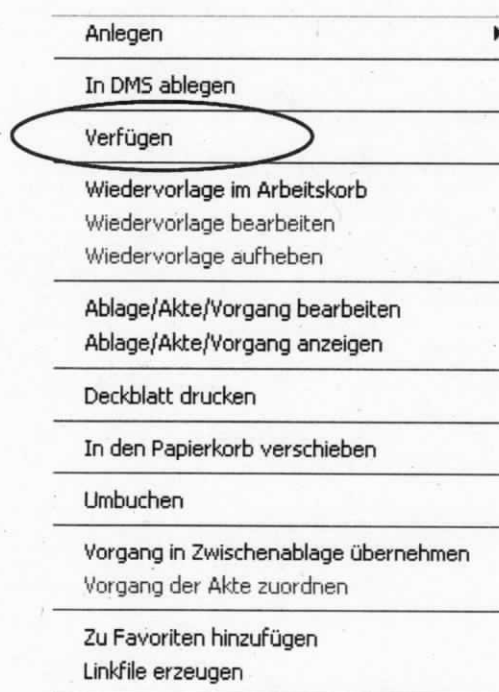 Anlegen
In DMS ablegen
Verfügen
Wiedervorlage im Arbeitskorb
Wiedervorlage bearbeiten
Wiedervorlage aufheben
Ablage/Akte/Vorgang bearbeiten
Ablage/Akte/Vorgang anzeigen
Deckblatt drucken
In den Papierkorb verschieben
Umbuchen
Vorgang in Zwischenablage übernehmen
Vorgang der Akte zuordnen
Zu Favoriten hinzufügen
Linkfile erzeugen